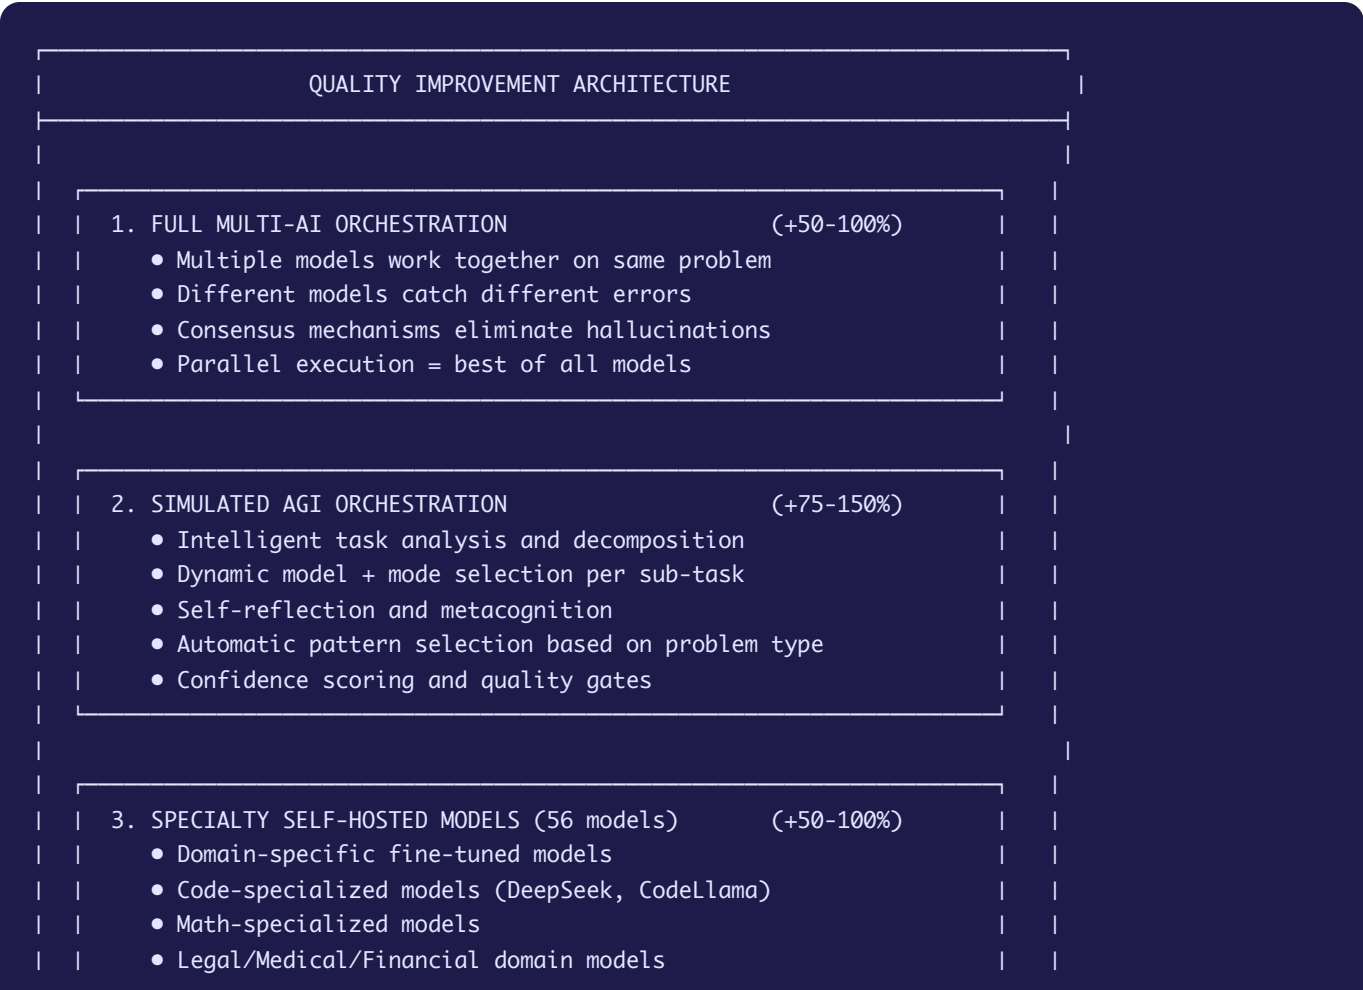 QUALITY IMPROVEMENT ARCHITECTURE
1. FULL MULTI-AI ORCHESTRATION (+50-100%)
● Multiple models work together on same problem
● Different models catch different errors
● Consensus mechanisms eliminate hallucinations
● Parallel execution = best of all models
2. SIMULATED AGI ORCHESTRATION (+75-150%)
● Intelligent task analysis and decomposition
● Dynamic model + mode selection per sub-task
● Self-reflection and metacognition
● Automatic pattern selection based on problem type
● Confidence scoring and quality gates
3. SPECIALTY SELF-HOSTED MODELS (56 models) (+50-100%)
● Domain-specific fine-tuned models
● Code-specialized models (DeepSeek, CodeLlama)
● Math-specialized models
● Legal/Medical/Financial domain models